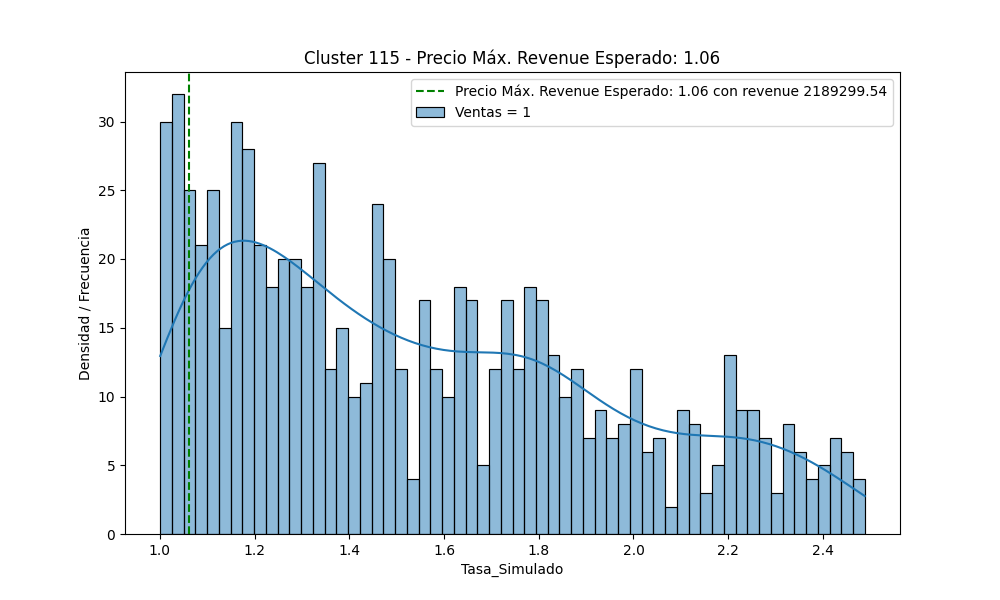 Cluster 115 - Precio Máx. Revenue Esperado: 1.06
Precio Máx. Revenue Esperado: 1.06 con revenue 2189299.54
Ventas = 1
Densidad / Frecuencia
30
25
20
15
10
5
0
1.0 1.2 1.4 1.6 1.8 2.0 2.2 2.4
Tasa_Simulado